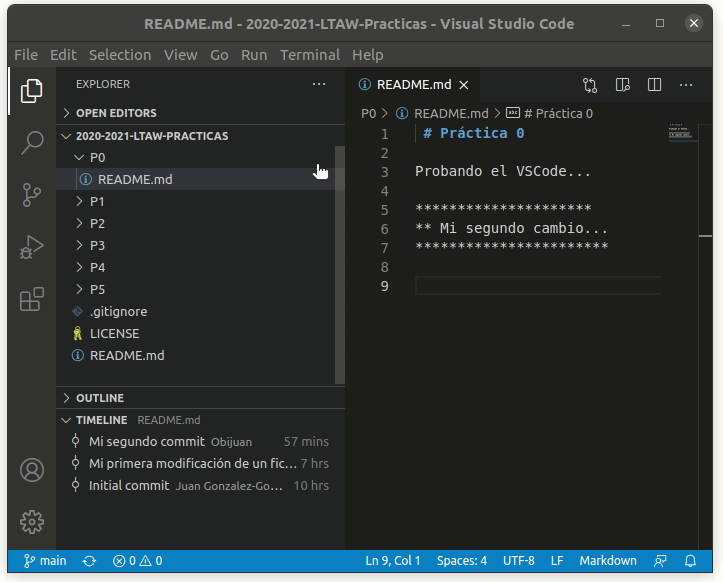 README.md - 2020-2021-LTAW-Practicas - Visual Studio Code
File Edit Selection View Go Run Terminal Help
EXPLORER
OPEN EDITORS
2020-2021-LTAW-PRACTICAS
P0
README.md
P1
P2
P3
P4
P5
.gitignore
LICENSE
README.md
OUTLINE
TIMELINE README.md
Mi segundo commit Obijuan 57 mins
Mi primera modificación de un fic... 7 hrs
Initial commit Juan Gonzalez-Go... 10 hrs
README.md
P0 > README.md > abc # Práctica 0
1 # Práctica 0
2
3 Probando el VSCode...
4
5 *********************
6 ** Mi segundo cambio...
7 ***********************
8
9
main 0 0 Ln 9, Col 1 Spaces: 4 UTF-8 LF Markdown